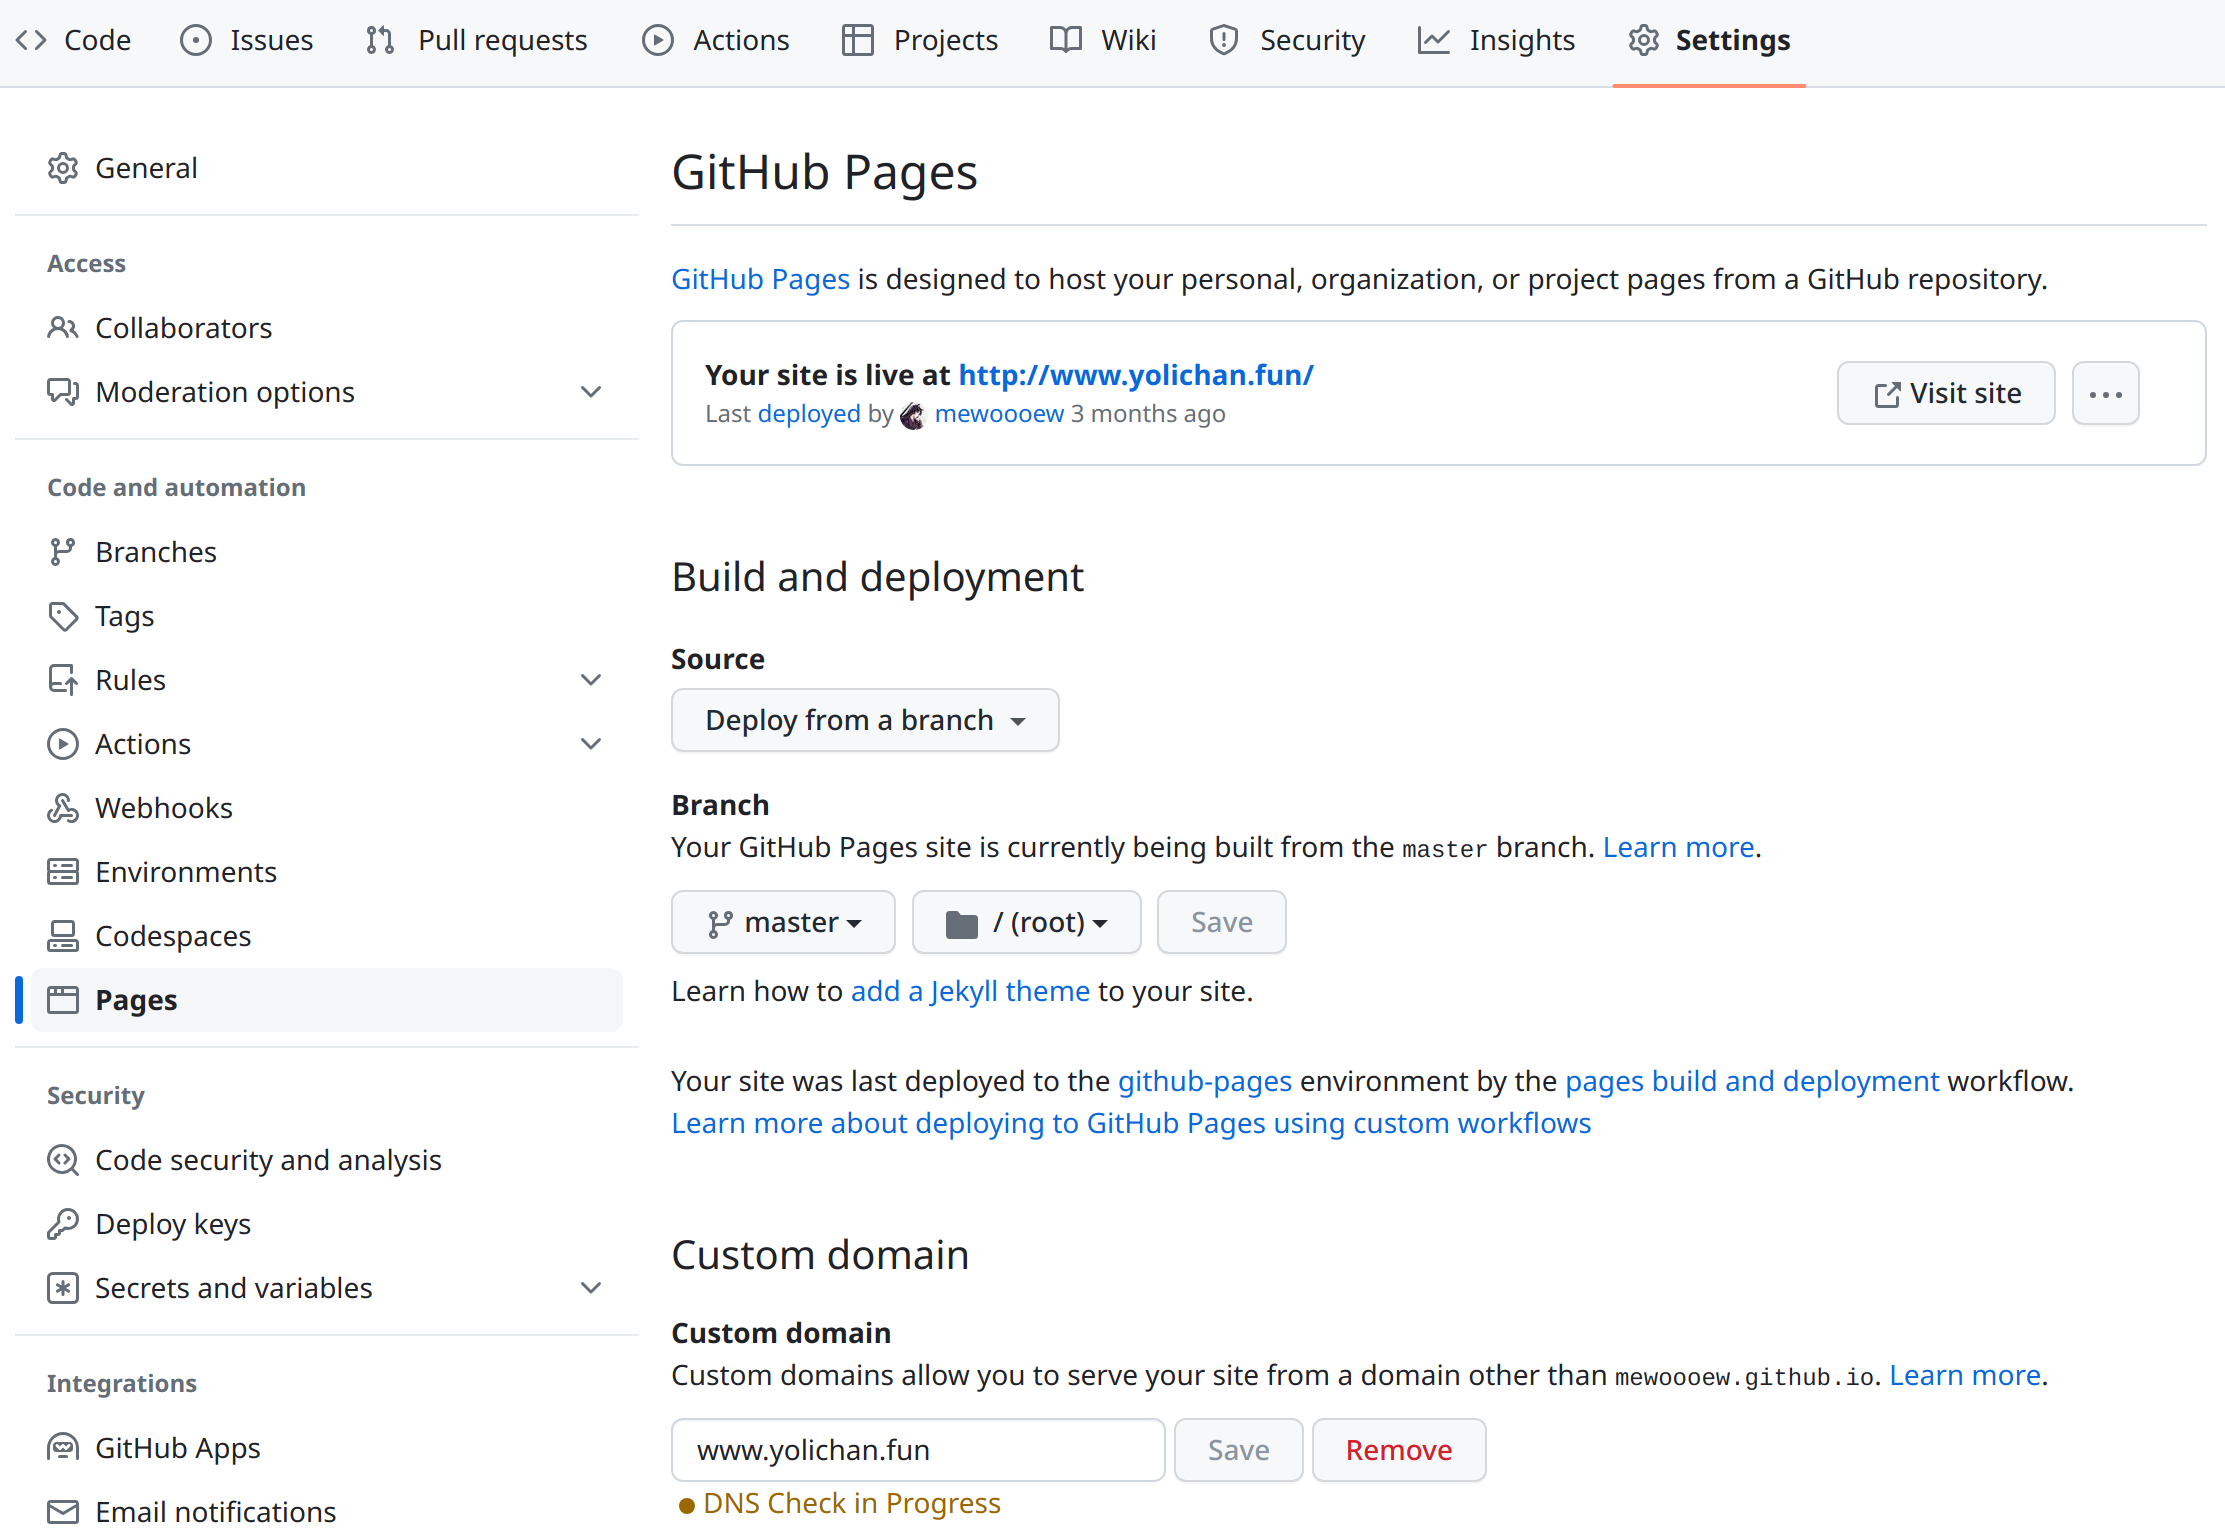 Code Issues Pull requests Actions Projects Wiki Security Insights Settings
General
Access
Collaborators
Moderation options
Code and automation
Branches
Tags
Rules
Actions
Webhooks
Environments
Codespaces
Pages
Security
Code security and analysis
Deploy keys
Secrets and variables
Integrations
GitHub Apps
Email notifications
GitHub Pages
GitHub Pages is designed to host your personal, organization, or project pages from a GitHub repository.
Your site is live at http://www.yolichan.fun/
Last deployed by mewoooew 3 months ago
Visit site
Build and deployment
Source
Deploy from a branch
Branch
Your GitHub Pages site is currently being built from the master branch. Learn more.
master / (root) Save
Learn how to add a Jekyll theme to your site.
Your site was last deployed to the github-pages environment by the pages build and deployment workflow.
Learn more about deploying to GitHub Pages using custom workflows
Custom domain
Custom domain
Custom domains allow you to serve your site from a domain other than mewoooew.github.io. Learn more.
www.yolichan.fun Save Remove
DNS Check in Progress